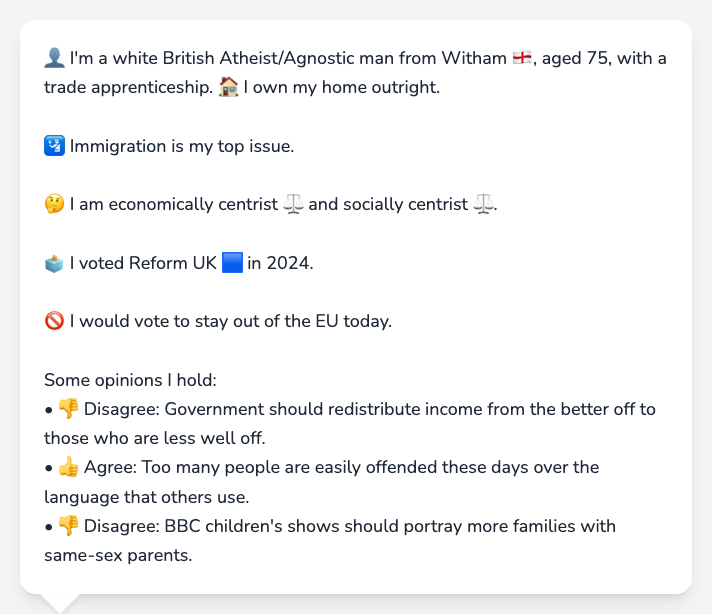 👤 I'm a white British Atheist/Agnostic man from Witham 🏴󠁧󠁢󠁥󠁮󠁧󠁿, aged 75, with a
trade apprenticeship. 🏠 I own my home outright.
🛂 Immigration is my top issue.
🤔 I am economically centrist ⚖️ and socially centrist ⚖️.
🗳️ I voted Reform UK 🟦 in 2024.
🚫 I would vote to stay out of the EU today.
Some opinions I hold:
• 👎 Disagree: Government should redistribute income from the better off to
those who are less well off.
• 👍 Agree: Too many people are easily offended these days over the
language that others use.
• 👎 Disagree: BBC children's shows should portray more families with
same-sex parents.